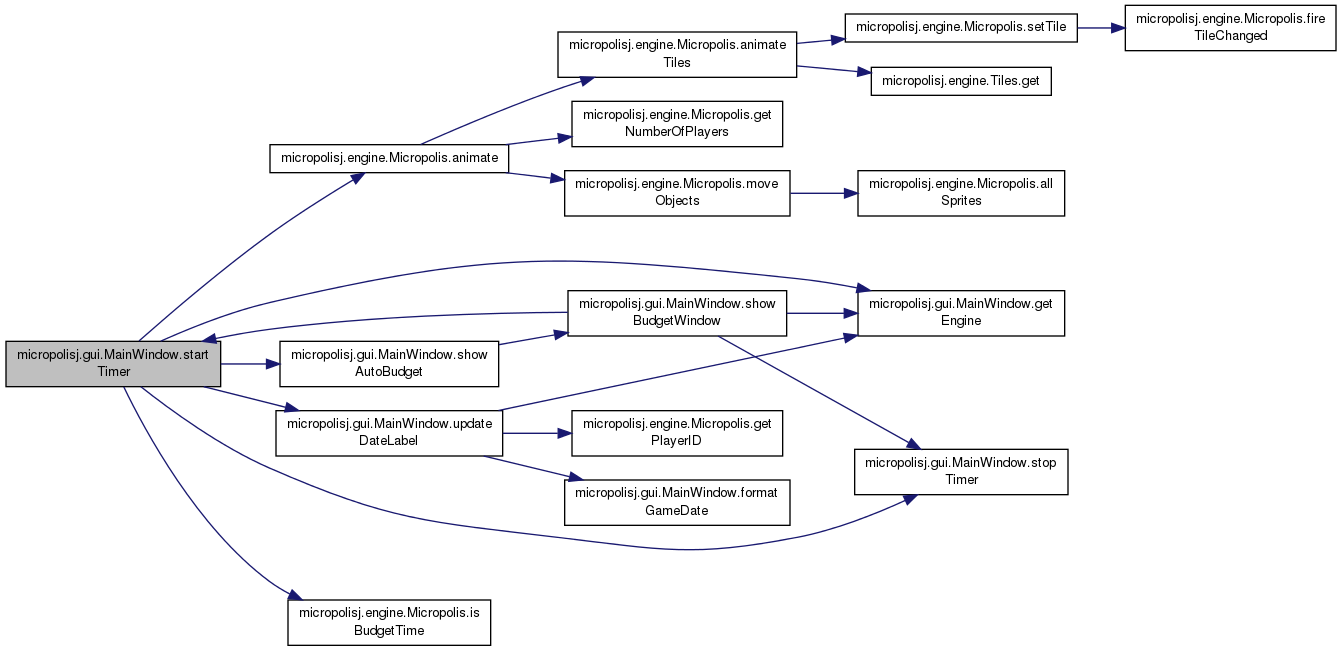 micropolisj.engine.Micropolis.fire
TileChanged
micropolisj.engine.Micropolis.setTile
micropolisj.engine.Micropolis.animate
Tiles
micropolisj.engine.Tiles.get
micropolisj.engine.Micropolis.get
NumberOfPlayers
micropolisj.engine.Micropolis.animate
micropolisj.engine.Micropolis.move
Objects
micropolisj.engine.Micropolis.all
Sprites
micropolisj.gui.MainWindow.show
BudgetWindow
micropolisj.gui.MainWindow.get
Engine
micropolisj.gui.MainWindow.start
Timer
micropolisj.gui.MainWindow.show
AutoBudget
micropolisj.gui.MainWindow.update
DateLabel
micropolisj.engine.Micropolis.get
PlayerID
micropolisj.gui.MainWindow.stop
Timer
micropolisj.gui.MainWindow.format
GameDate
micropolisj.engine.Micropolis.is
BudgetTime